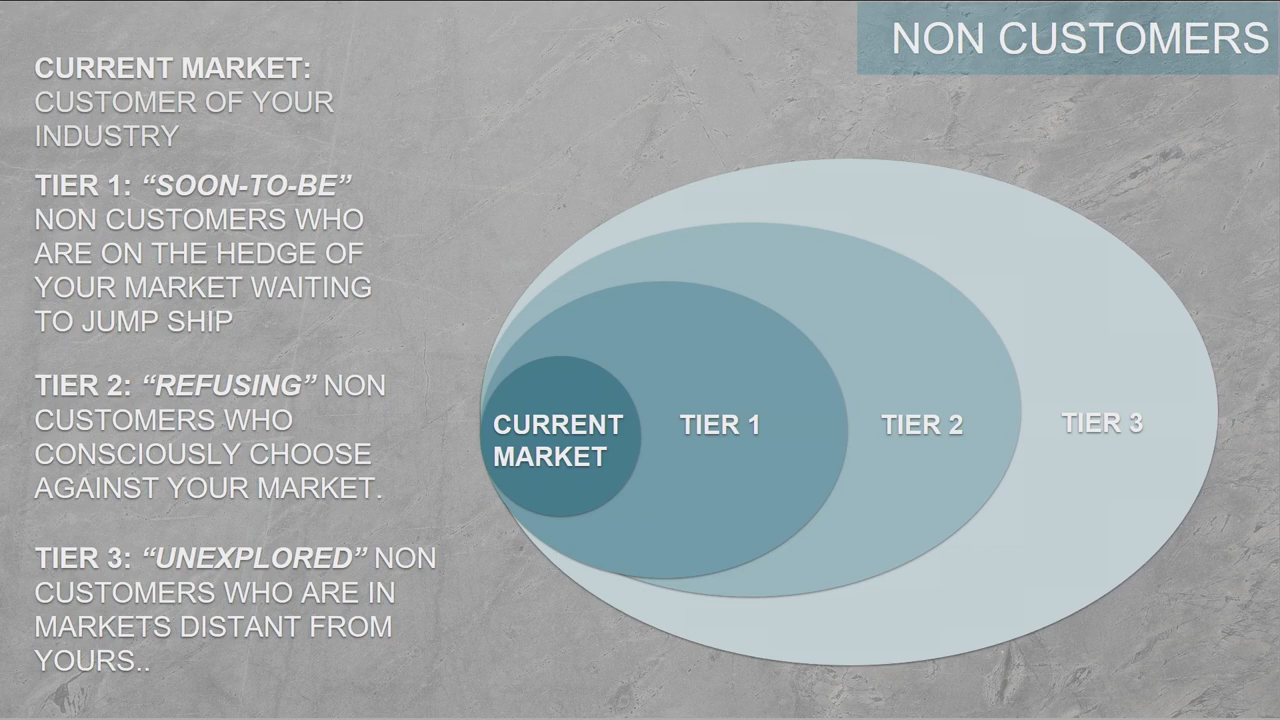 NON CUSTOMERS
CURRENT MARKET:
CUSTOMER OF YOUR
INDUSTRY
TIER 1: “SOON-TO-BE”
NON CUSTOMERS WHO
ARE ON THE HEDGE OF
YOUR MARKET WAITING
TO JUMP SHIP
TIER 2: “REFUSING” NON
CUSTOMERS WHO
CONSCIOUSLY CHOOSE
AGAINST YOUR MARKET.
TIER 3: “UNEXPLORED” NON
CUSTOMERS WHO ARE IN
MARKETS DISTANT FROM
YOURS..
CURRENT
MARKET
TIER 1
TIER 2
TIER 3